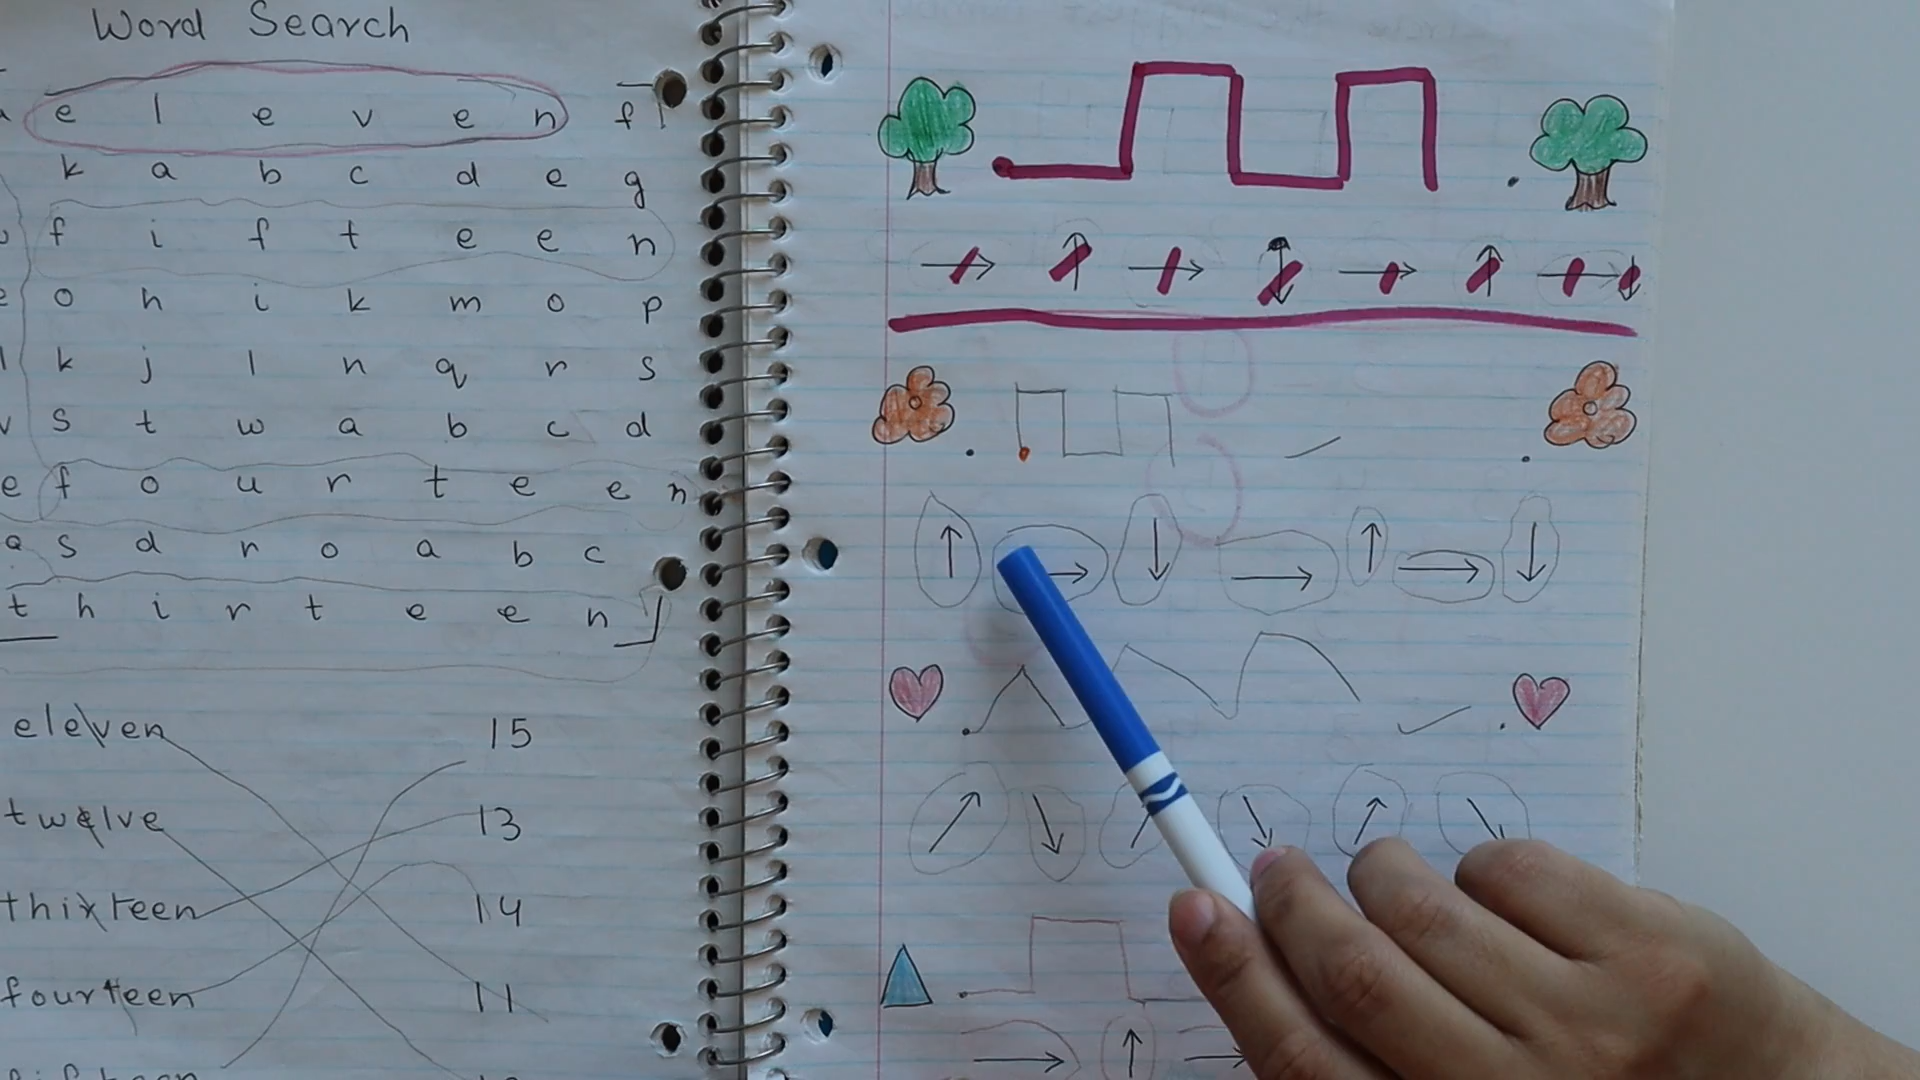 Word Search
e l e v e n f
k a b c d e g
f i f t e e n
e o h i k m o p
l k j l n q r s
v s t w a b c d
e f o u r t e e n
a s d r o a b c
t h i r t e e n
eleven 15
twelve 13
thirteen 14
fourteen 11